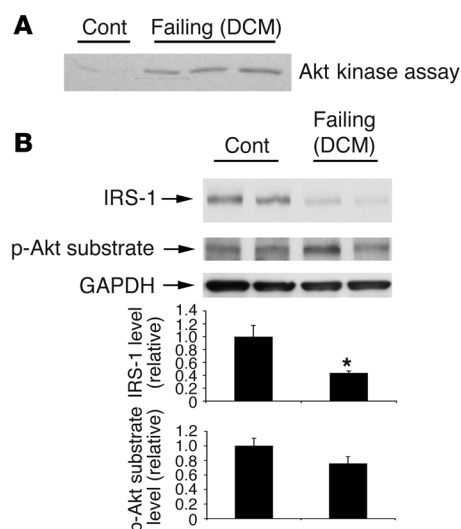 A
Cont Failing (DCM)
Akt kinase assay
B
Cont
Failing
(DCM)
IRS-1
p-Akt substrate
GAPDH
IRS-1 level
(relative)
1.4
1.2
1.0
0.8
0.6
0.4
0.2
0
*
p-Akt substrate
level (relative)
1.2
1.0
0.8
0.6
0.4
0.2
0